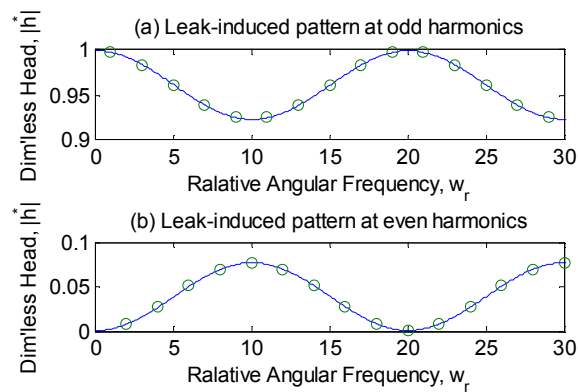 (a) Leak-induced pattern at odd harmonics
Dim'less Head, |h|*
1
0.95
0.9
0 5 10 15 20 25 30
Ralative Angular Frequency, w_r
(b) Leak-induced pattern at even harmonics
Dim'less Head, |h|*
0.1
0.05
0
0 5 10 15 20 25 30
Ralative Angular Frequency, w_r